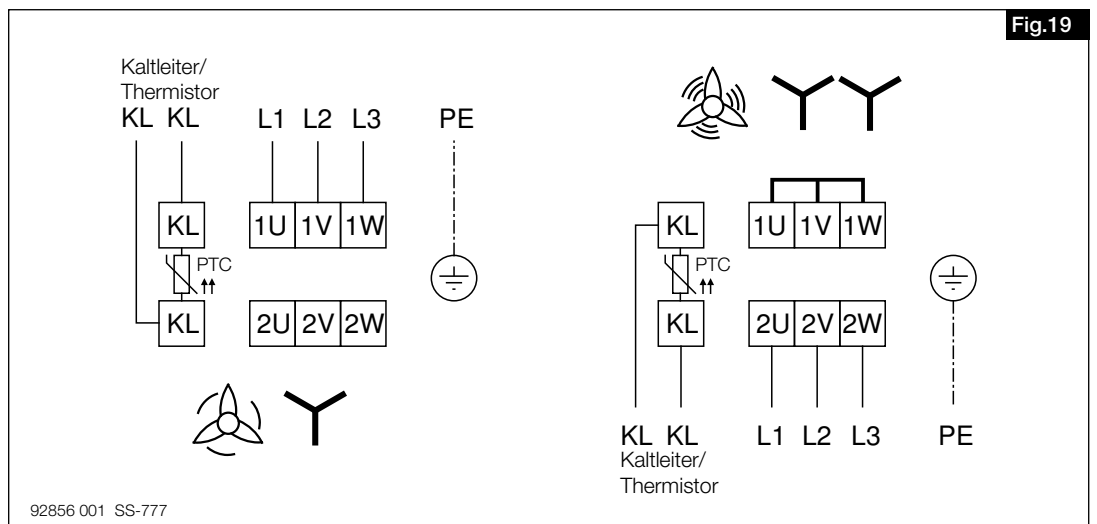 Fig.19
Kaltleiter/
Thermistor
KL KL L1 L2 L3 PE
KL 1U 1V 1W
PTC
KL 2U 2V 2W
KL 1U 1V 1W
PTC
KL 2U 2V 2W
KL KL L1 L2 L3 PE
Kaltleiter/
Thermistor
92856 001 SS-777